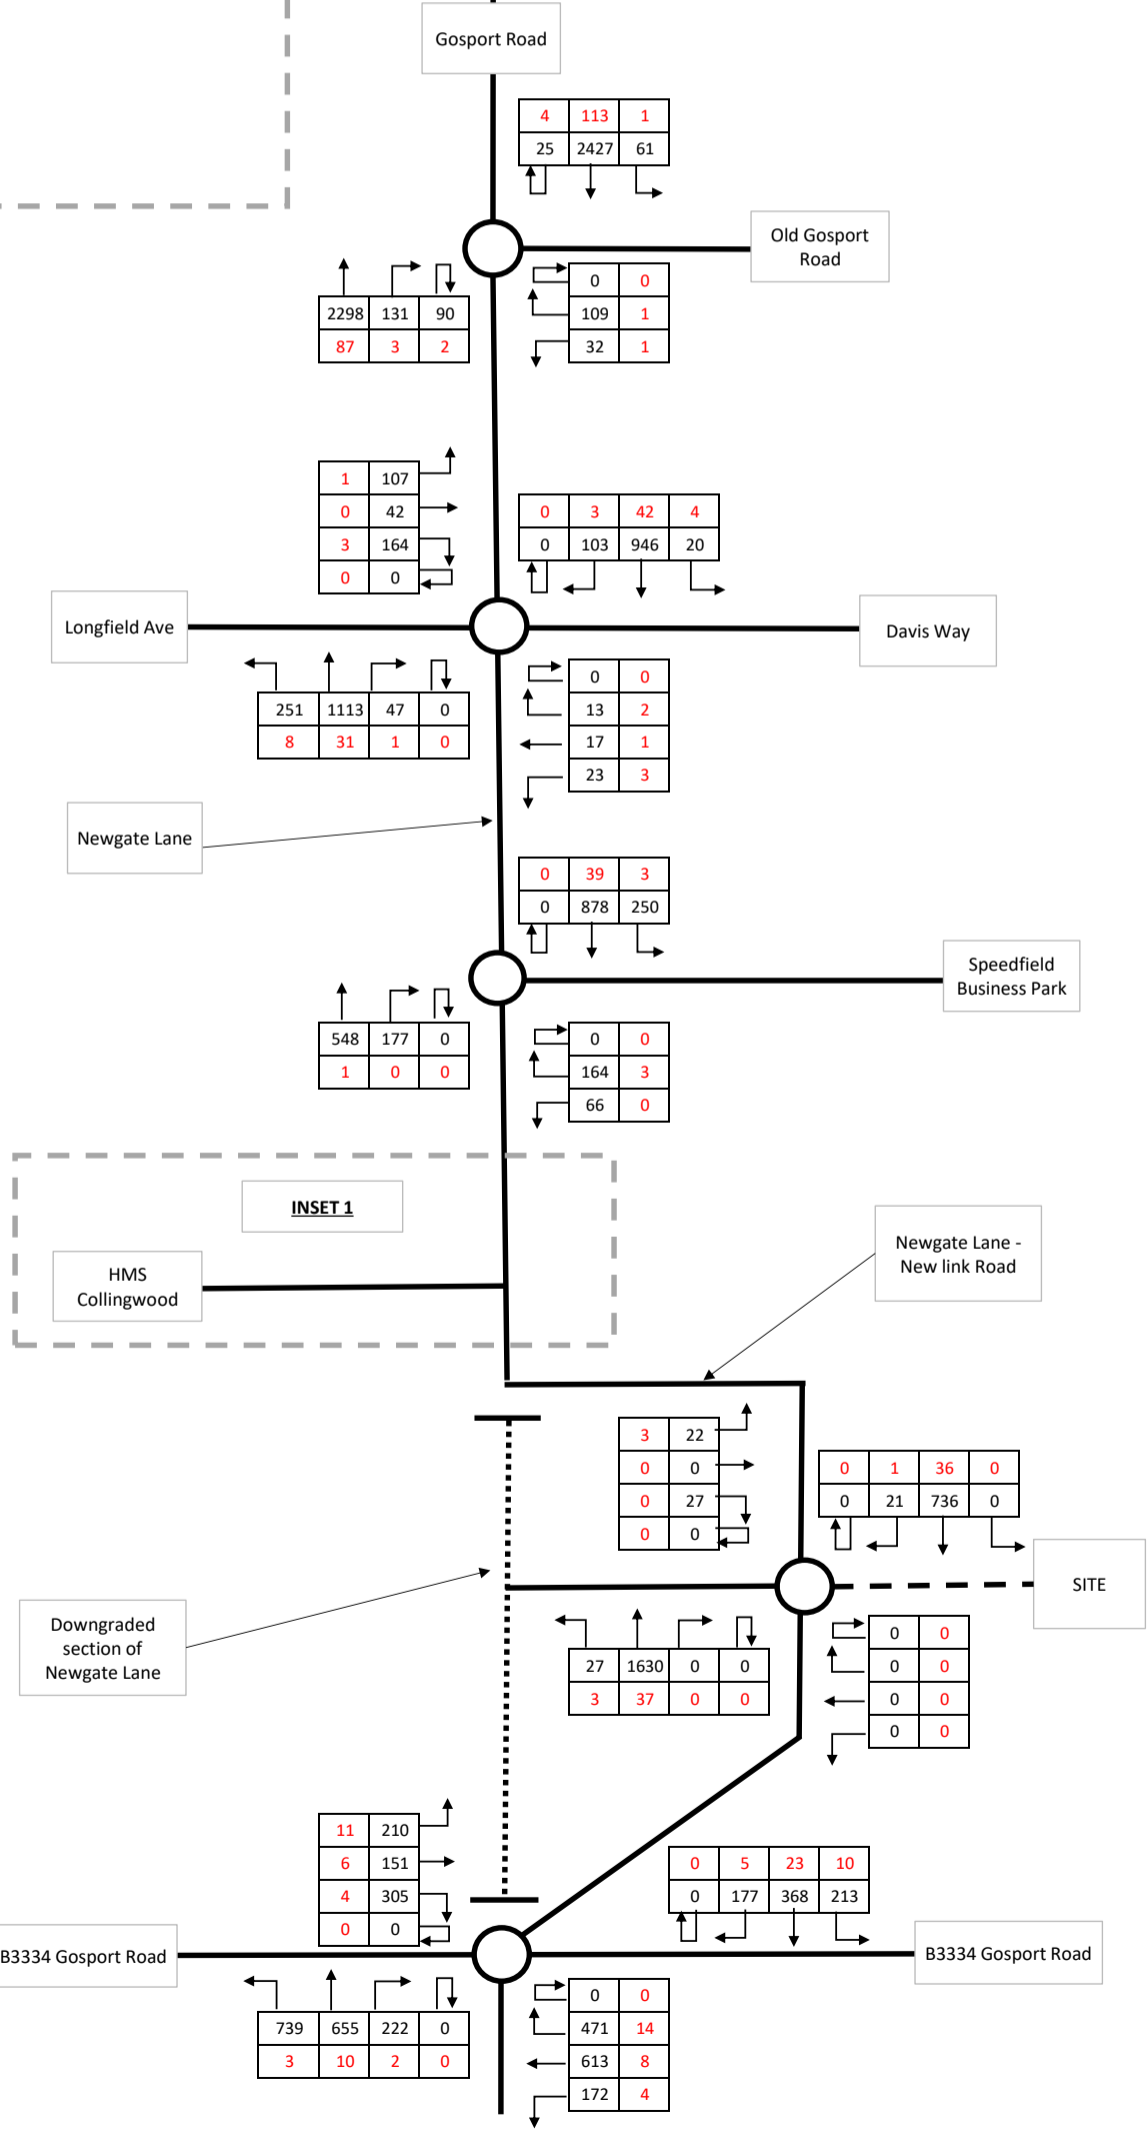 Gosport Road
4 113 1
25 2427 61
Old Gosport
Road
0 0
109 1
32 1
2298 131 90
87 3 2
1 107
0 42
3 164
0 0
0 3 42 4
0 103 946 20
Longfield Ave
Davis Way
251 1113 47 0
8 31 1 0
0 0
13 2
17 1
23 3
Newgate Lane
0 39 3
0 878 250
Speedfield
Business Park
548 177 0
1 0 0
0 0
164 3
66 0
INSET 1
HMS
Collingwood
Newgate Lane -
New link Road
3 22
0 0
0 27
0 0
0 1 36 0
0 21 736 0
SITE
Downgraded
section of
Newgate Lane
27 1630 0 0
3 37 0 0
0 0
0 0
0 0
0 0
11 210
6 151
4 305
0 0
0 5 23 10
0 177 368 213
B3334 Gosport Road
B3334 Gosport Road
739 655 222 0
3 10 2 0
0 0
471 14
613 8
172 4